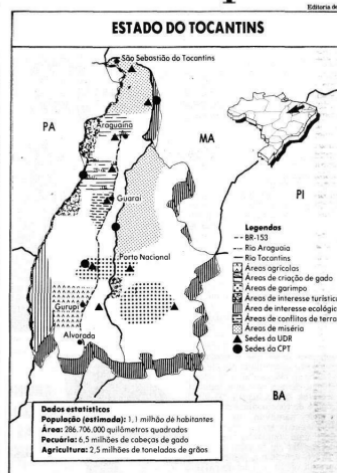 Editoria de
ESTADO DO TOCANTINS
São Sebastião do Tocantins
PA
Araguaína
MA
Guaraí
PI
Porto Nacional
Gurupi
Alvorada
BA
Legendas
BR-153
Rio Araguaia
Rio Tocantins
Áreas agrícolas
Áreas de criação de gado
Áreas de garimpo
Áreas de interesse turístico
Área de interesse ecológico
Áreas de conflitos de terra
Áreas de miséria
Sedes da UDR
Sedes da CPT
Dados estatísticos
População (estimada): 1,1 milhão de habitantes
Área: 286.706.000 quilômetros quadrados
Pecuária: 6,5 milhões de cabeças de gado
Agricultura: 2,5 milhões de toneladas de grãos